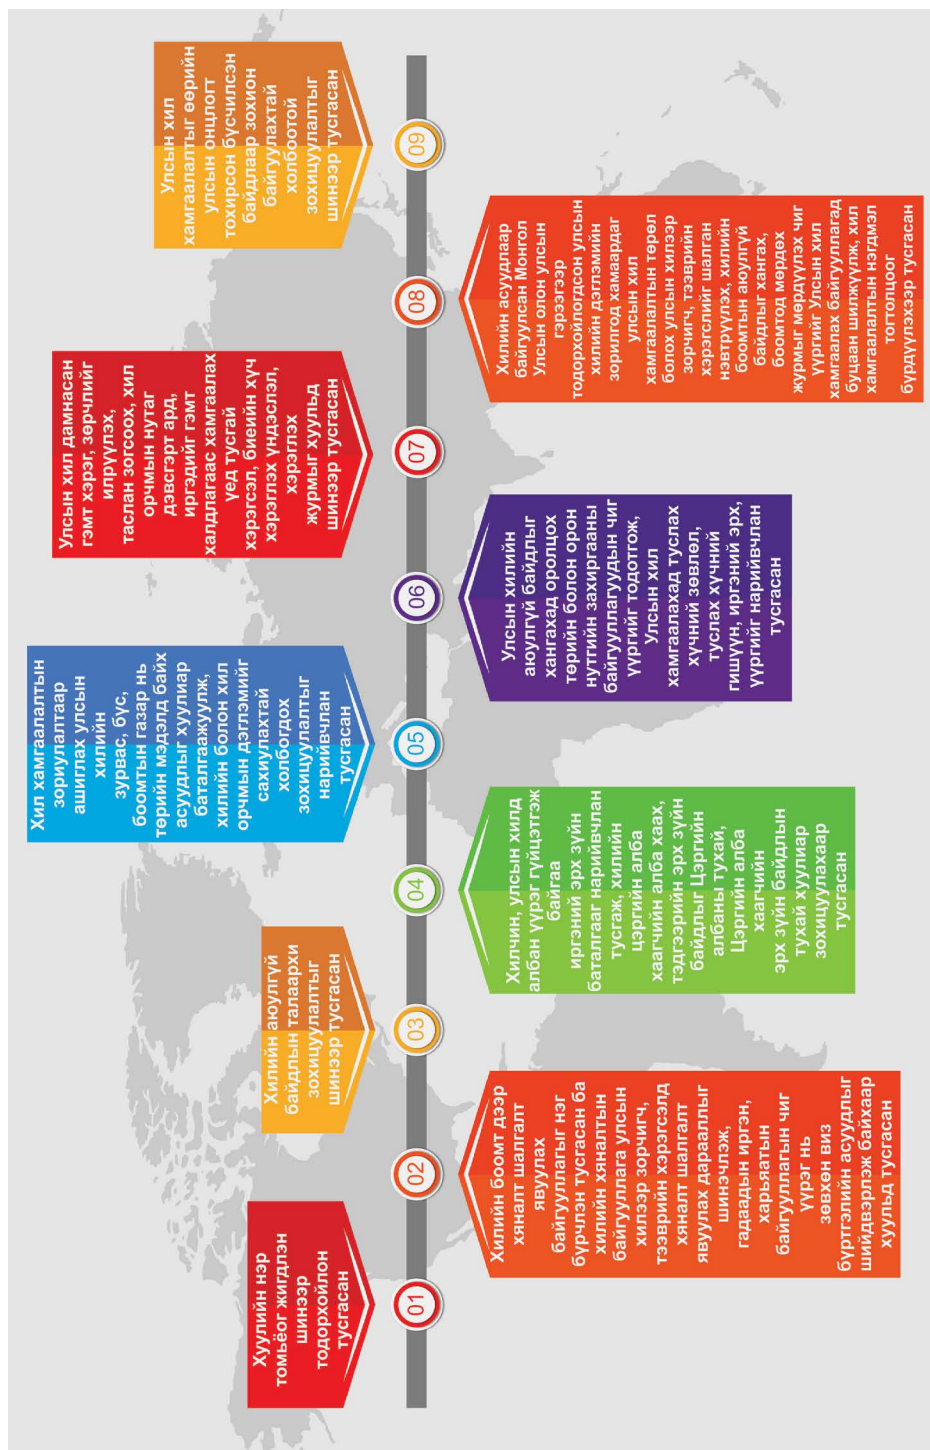 01
Хуулийн нэр
томьёог жигдлэн
шинээр
тодорхойлон
тусгасан
02
Хилийн боомт дээр
хяналт шалгалт
явуулах
байгууллагыг нэг
бүрчлэн тусгасан ба
хилийн хяналтын
байгууллага улсын
хилээр зорчигч,
тээврийн хэрэгсэлд
хяналт шалгалт
явуулах дарааллыг
шинэчлэж,
гадаадын иргэн,
харьяатын
байгууллагын чиг
үүрэг нь
зөвхөн виз
бүртгэлийн асуудлыг
шийдвэрлэж байхаар
хуульд тусгасан
03
Хилийн аюулгүй
байдлын талаархи
зохицуулалтыг
шинээр тусгасан
04
Хилчин, улсын хилд
албан үүрэг гүйцэтгэж
байгаа
иргэний эрх зүйн
баталгааг нарийвчлан
тусгаж, хилийн
цэргийн алба
хаагчийн алба хаах,
тэдгээрийн эрх зүйн
байдлыг Цэргийн
албаны тухай,
Цэргийн алба
хаагчийн
эрх зүйн байдлын
тухай хуулиар
зохицуулахаар
тусгасан
05
Хил хамгаалалтын
зориулалтаар
ашиглах улсын
хилийн
зурвас, бүс,
боомтын газар нь
төрийн мэдэлд байх
асуудлыг хуулиар
баталгаажуулж,
хилийн болон хил
орчмын дэглэмийг
сахиулахтай
холбогдох
зохицуулалтыг
нарийвчлан
тусгасан
06
Улсын хилийн
аюулгүй байдлыг
хангахад оролцох
төрийн болон орон
нутгийн захиргааны
байгууллагуудын чиг
үүргийг тодотгож,
Улсын хил
хамгаалахад туслах
хүчний зөвлөл,
туслах хүчний
гишүүн, иргэний эрх,
үүргийг нарийвчлан
тусгасан
07
Улсын хил дамнасан
гэмт хэрэг, зөрчлийг
илрүүлэх,
таслан зогсоох, хил
орчмын нутаг
дэвсгэрт ард,
иргэдийг гэмт
халдлагаас хамгаалах
үед тусгай
хэрэгсэл, биеийн хүч
хэрэглэх үндэслэл,
хэрэглэх
журмыг хуульд
шинээр тусгасан
08
Хилийн асуудлаар
байгуулсан Монгол
Улсын олон улсын
гэрээгээр
тодорхойлогдсон улсын
хилийн дэглэмийн
зорилгод хамаардаг
улсын хил
хамгаалалтын төрөл
болох улсын хилээр
зорчигч, тээврийн
хэрэгслийг шалган
нэвтрүүлэх, хилийн
боомтын аюулгүй
байдлыг хангах,
боомтод мөрдөх
журмыг мөрдүүлэх чиг
үүргийг Улсын хил
хамгаалах байгууллагад
буцаан шилжүүлж, хил
хамгаалалтын нэгдмэл
тогтолцоог
бүрдүүлэхээр тусгасан
09
Улсын хил
хамгаалалтыг өөрийн
улсын онцлогт
тохирсон бүсчилсэн
байдлаар зохион
байгуулахтай
холбоотой
зохицуулалтыг
шинээр тусгасан